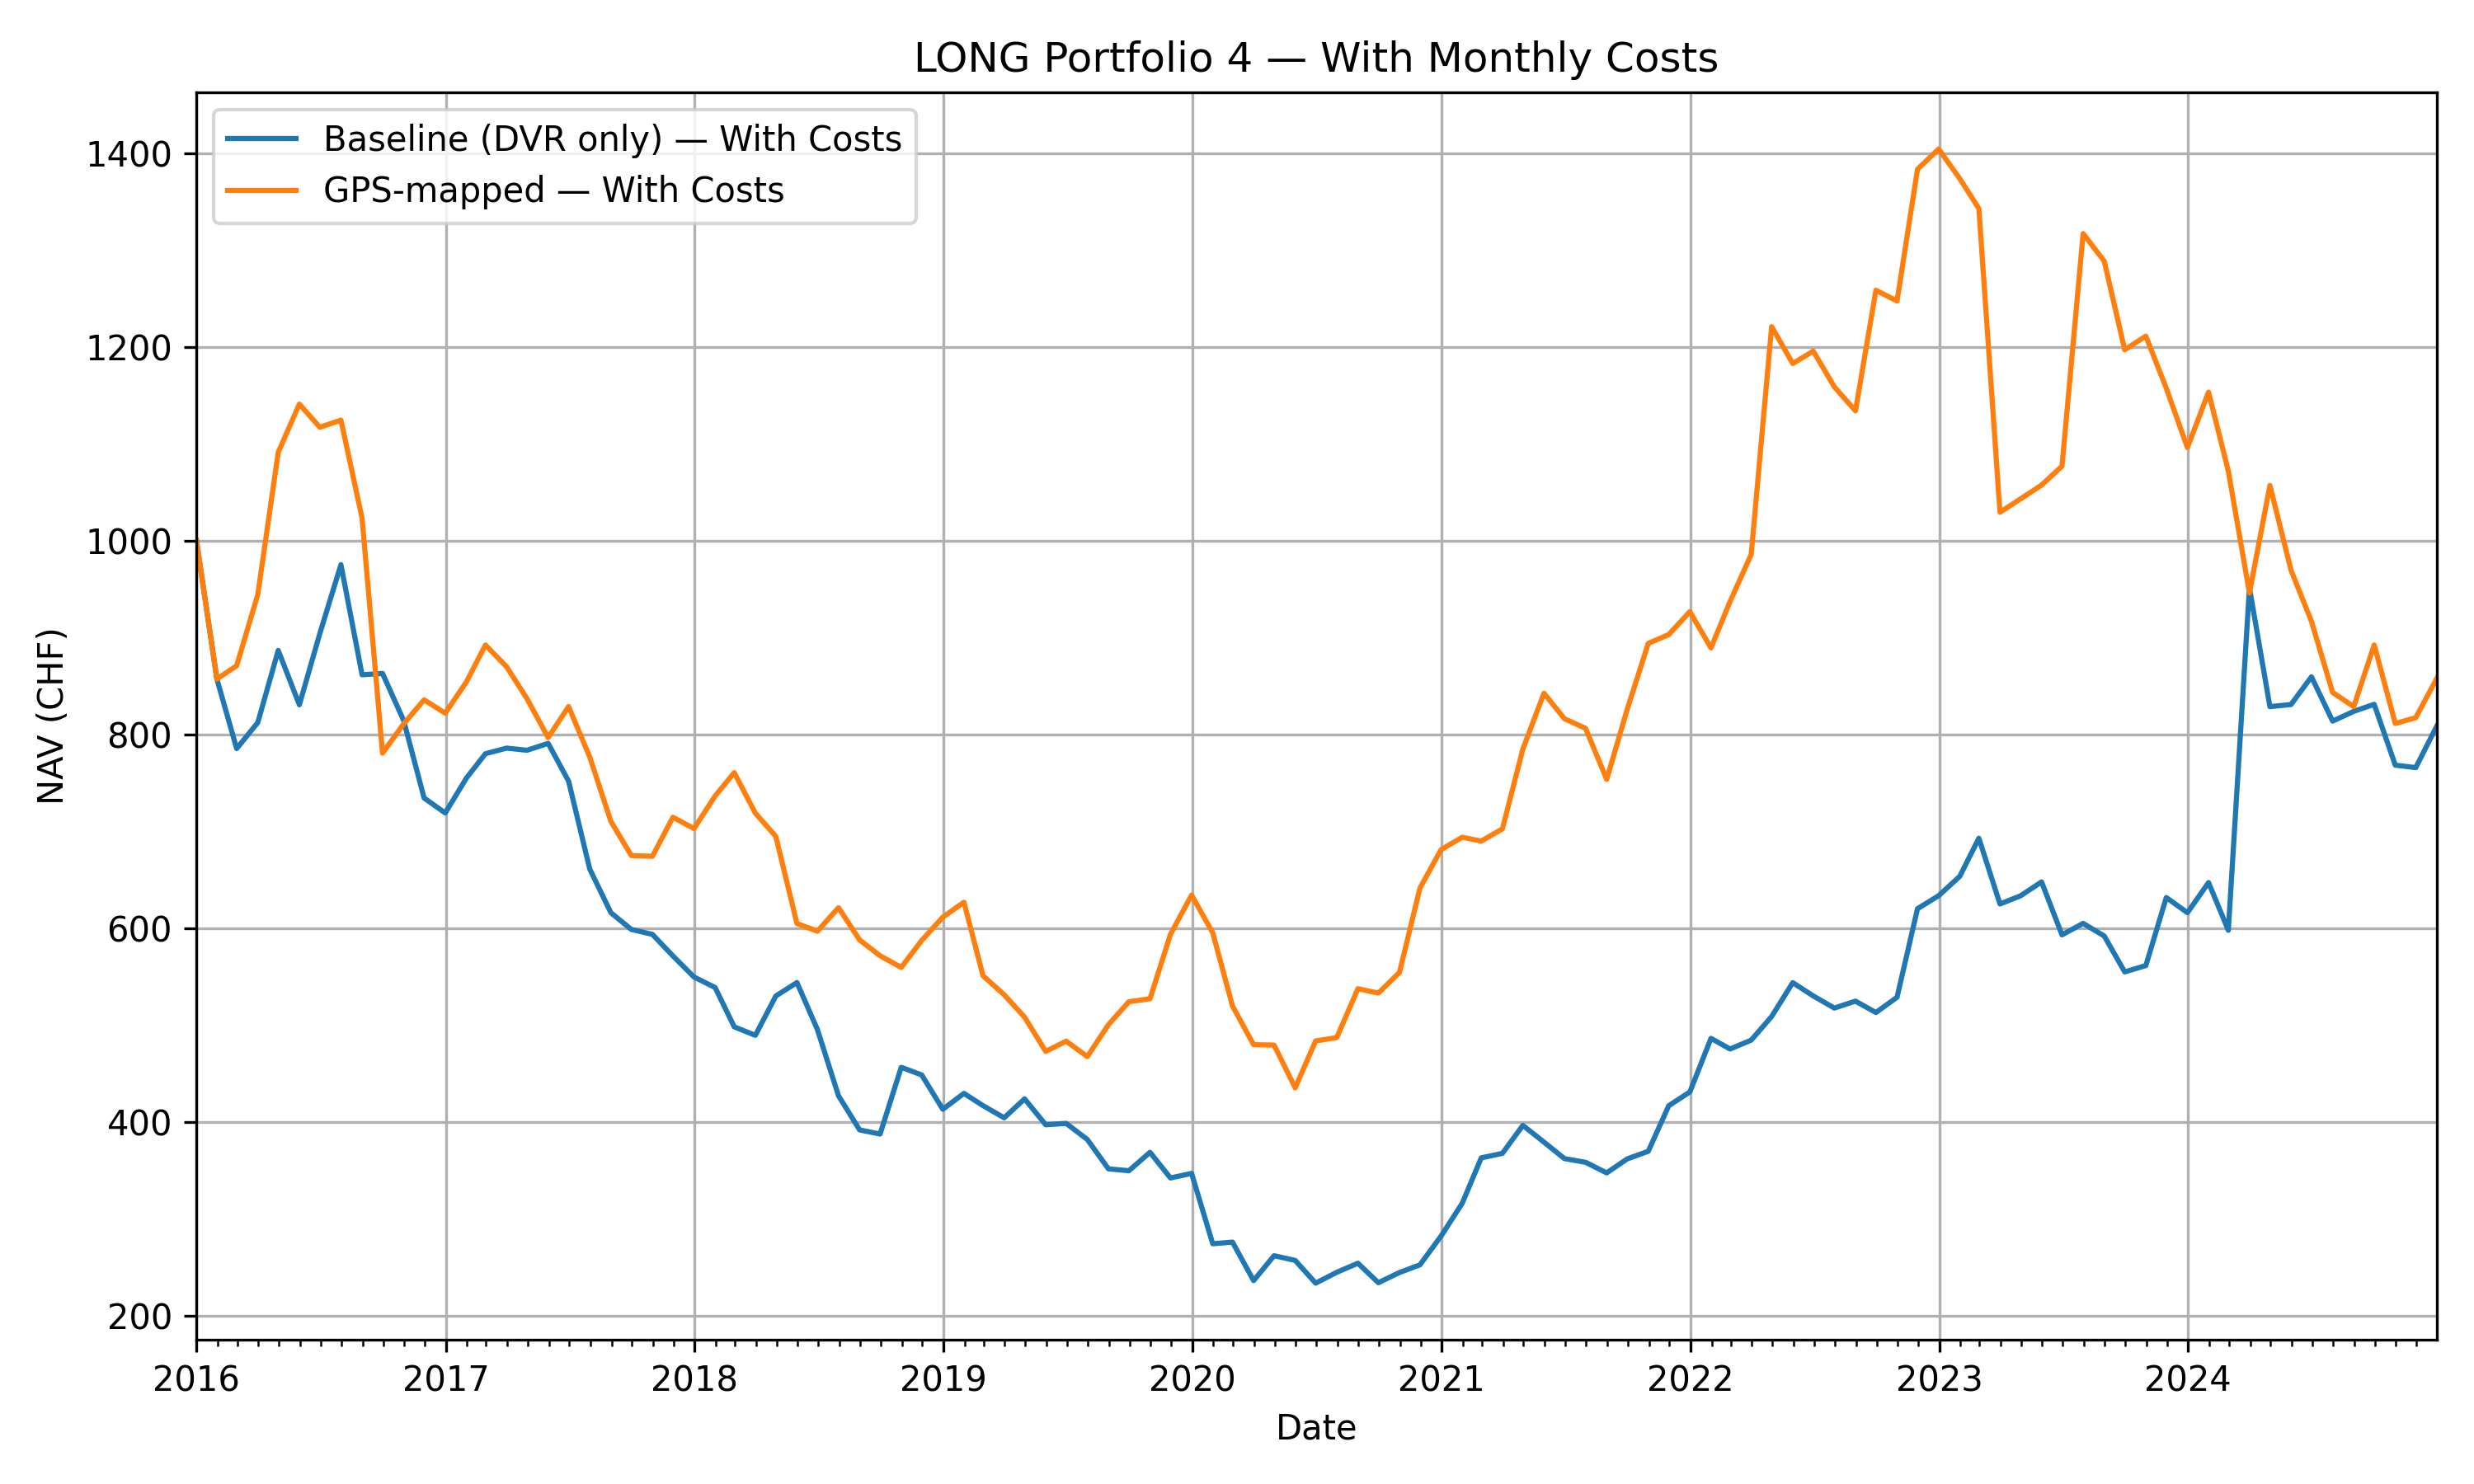 LONG Portfolio 4 — With Monthly Costs
Baseline (DVR only) — With Costs
GPS-mapped — With Costs
1400
1200
1000
800
600
400
200
NAV (CHF)
2016 2017 2018 2019 2020 2021 2022 2023 2024
Date